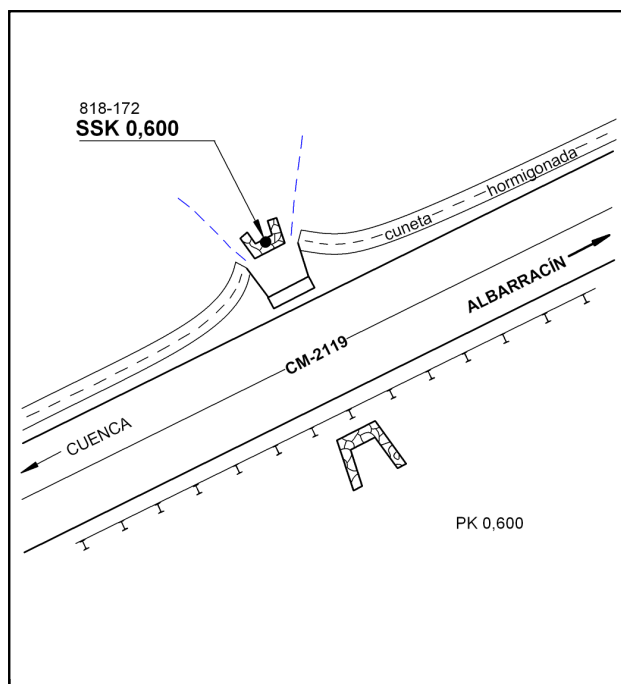 818-172
SSK 0,600
cuneta hormigonada
ALBARRACÍN
CM-2119
CUENCA
PK 0,600